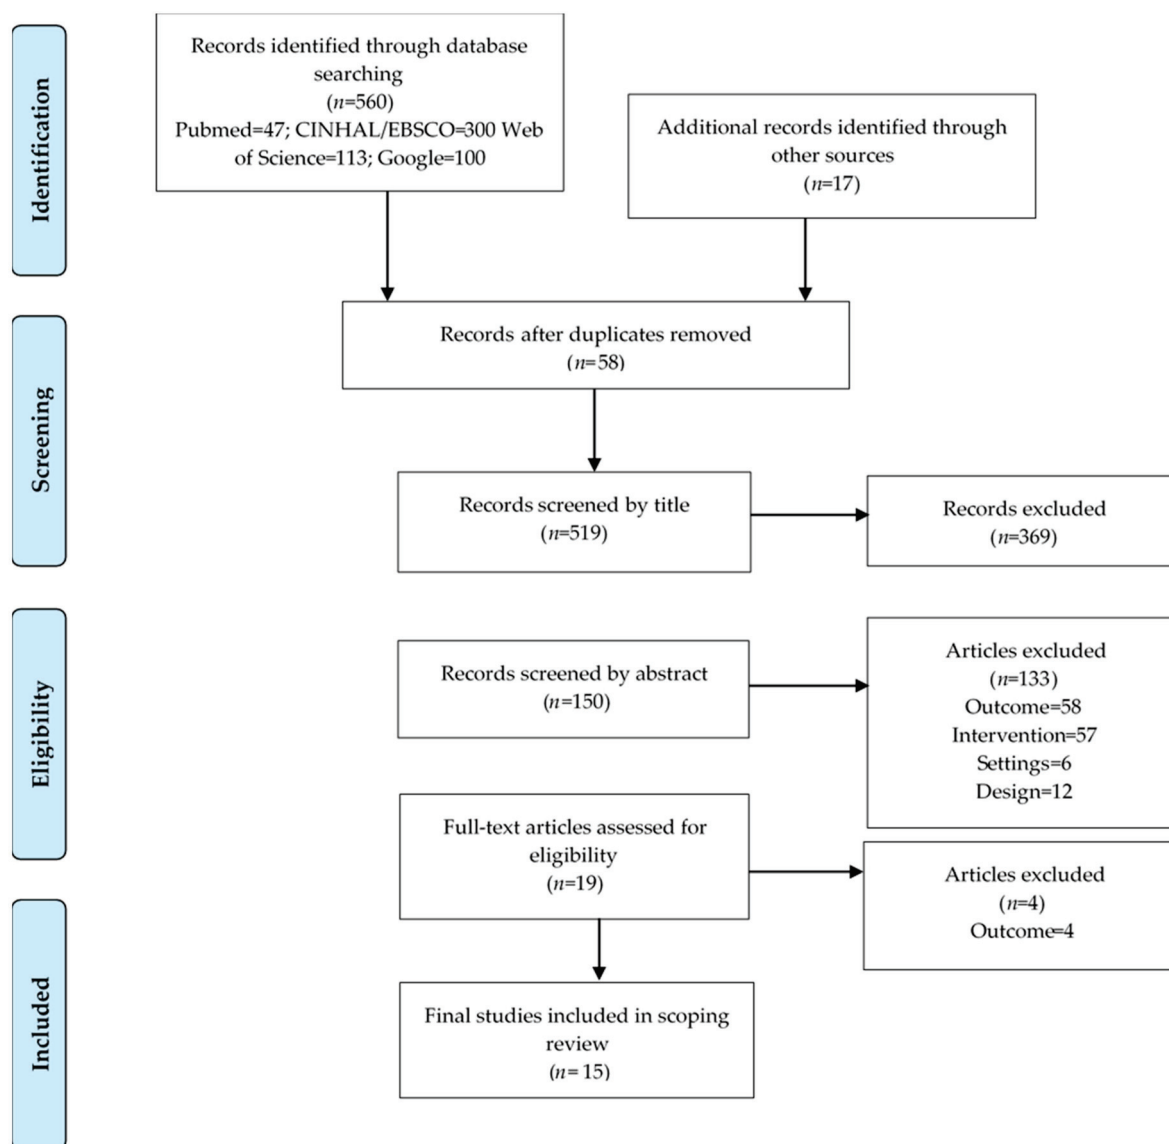 Identification
Records identified through database
searching
(n=560)
Pubmed=47; CINHAL/EBSCO=300 Web
of Science=113; Google=100
Additional records identified through
other sources
(n=17)
Screening
Records after duplicates removed
(n=58)
Records screened by title
(n=519)
Records excluded
(n=369)
Eligibility
Records screened by abstract
(n=150)
Articles excluded
(n=133)
Outcome=58
Intervention=57
Settings=6
Design=12
Full-text articles assessed for
eligibility
(n=19)
Articles excluded
(n=4)
Outcome=4
Included
Final studies included in scoping
review
(n= 15)